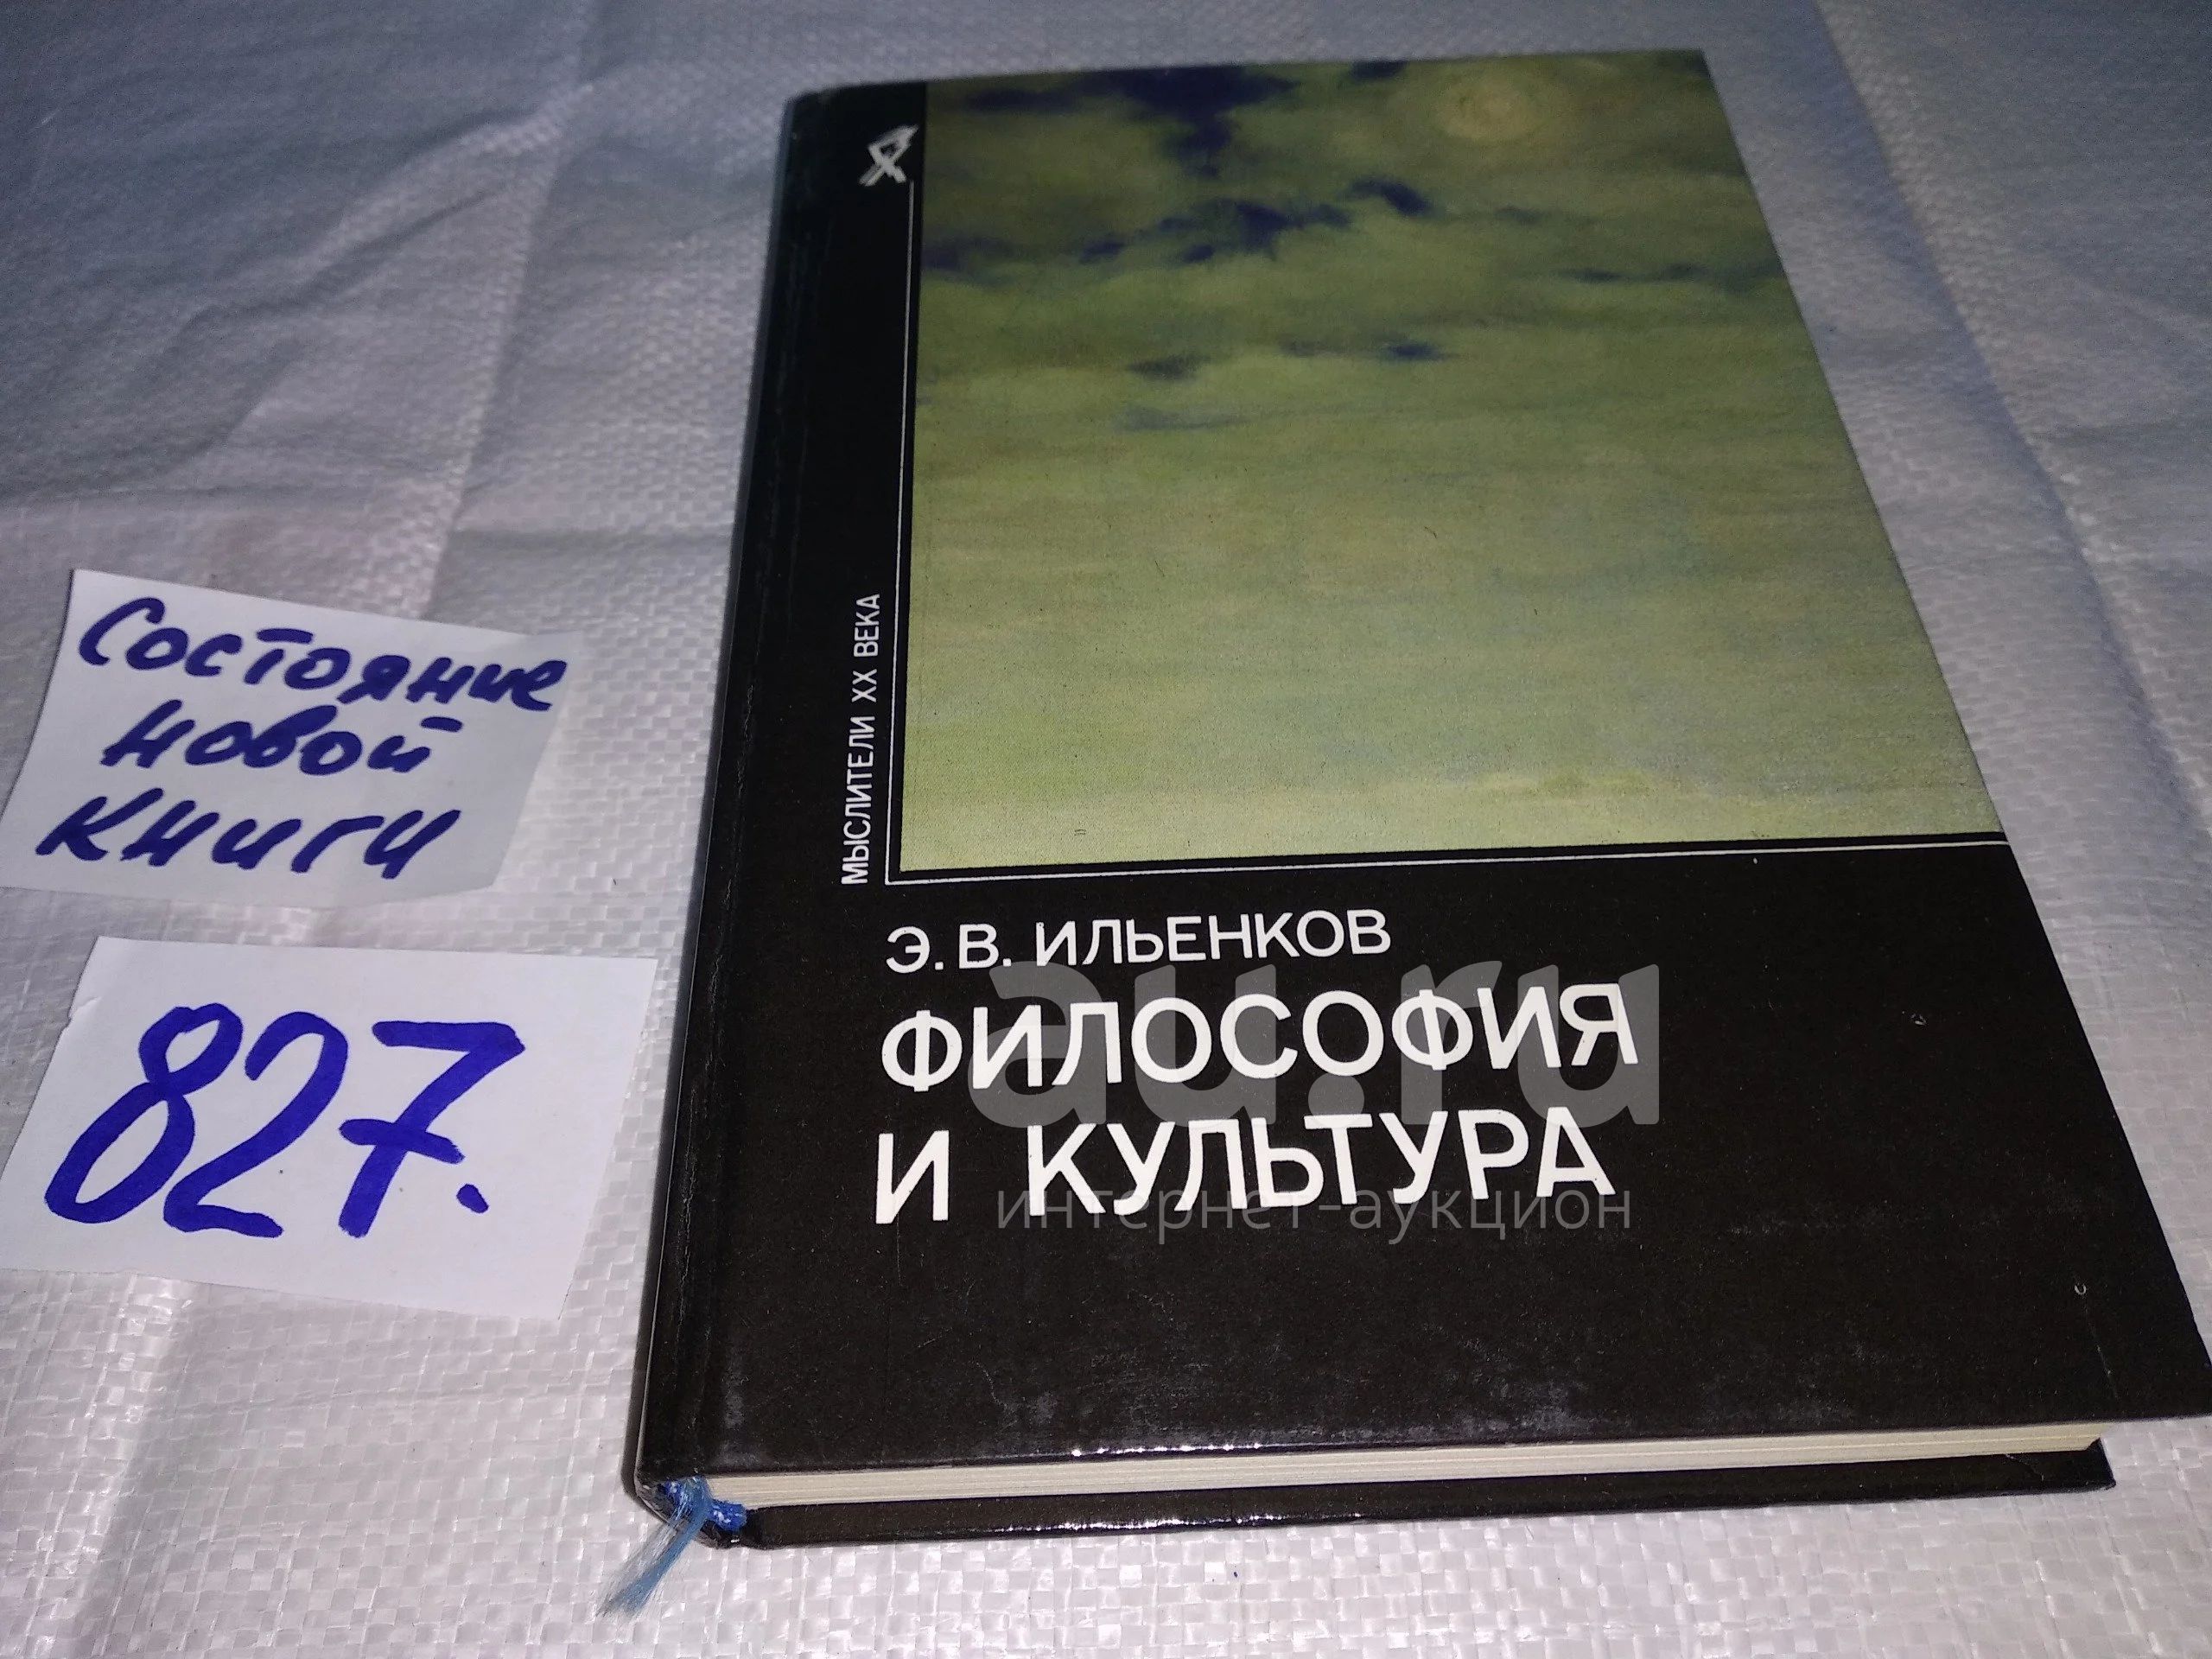 Состояние
новой
книги
827.
МЫСЛИТЕЛИ XX ВЕКА
Э. В. ИЛЬЕНКОВ
ФИЛОСОФИЯ
И КУЛЬТУРА
au.ru
интернет-аукцион